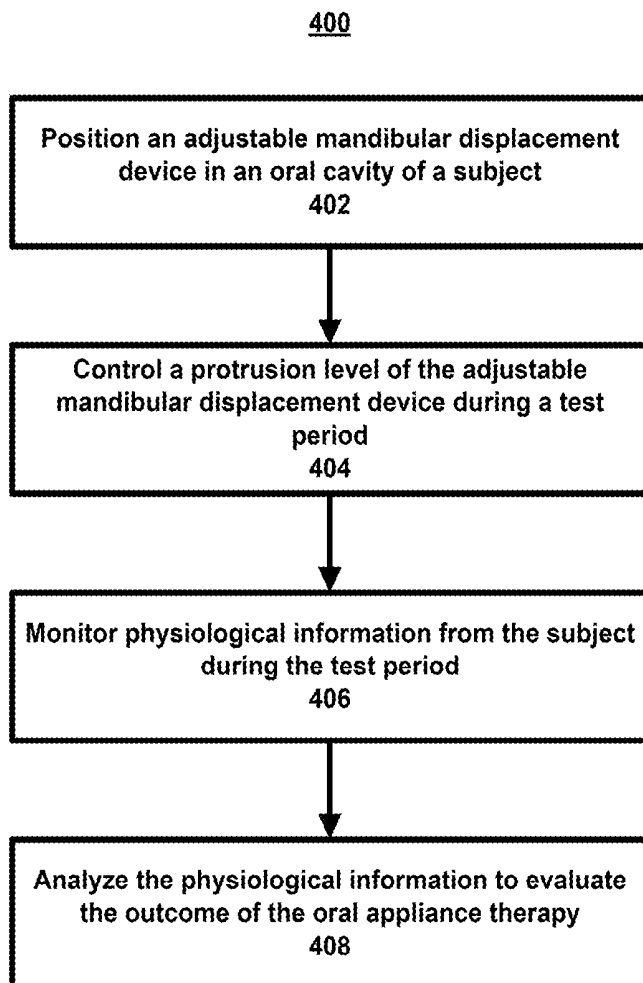 400
Position an adjustable mandibular displacement
device in an oral cavity of a subject
402
Control a protrusion level of the adjustable
mandibular displacement device during a test
period
404
Monitor physiological information from the subject
during the test period
406
Analyze the physiological information to evaluate
the outcome of the oral appliance therapy
408